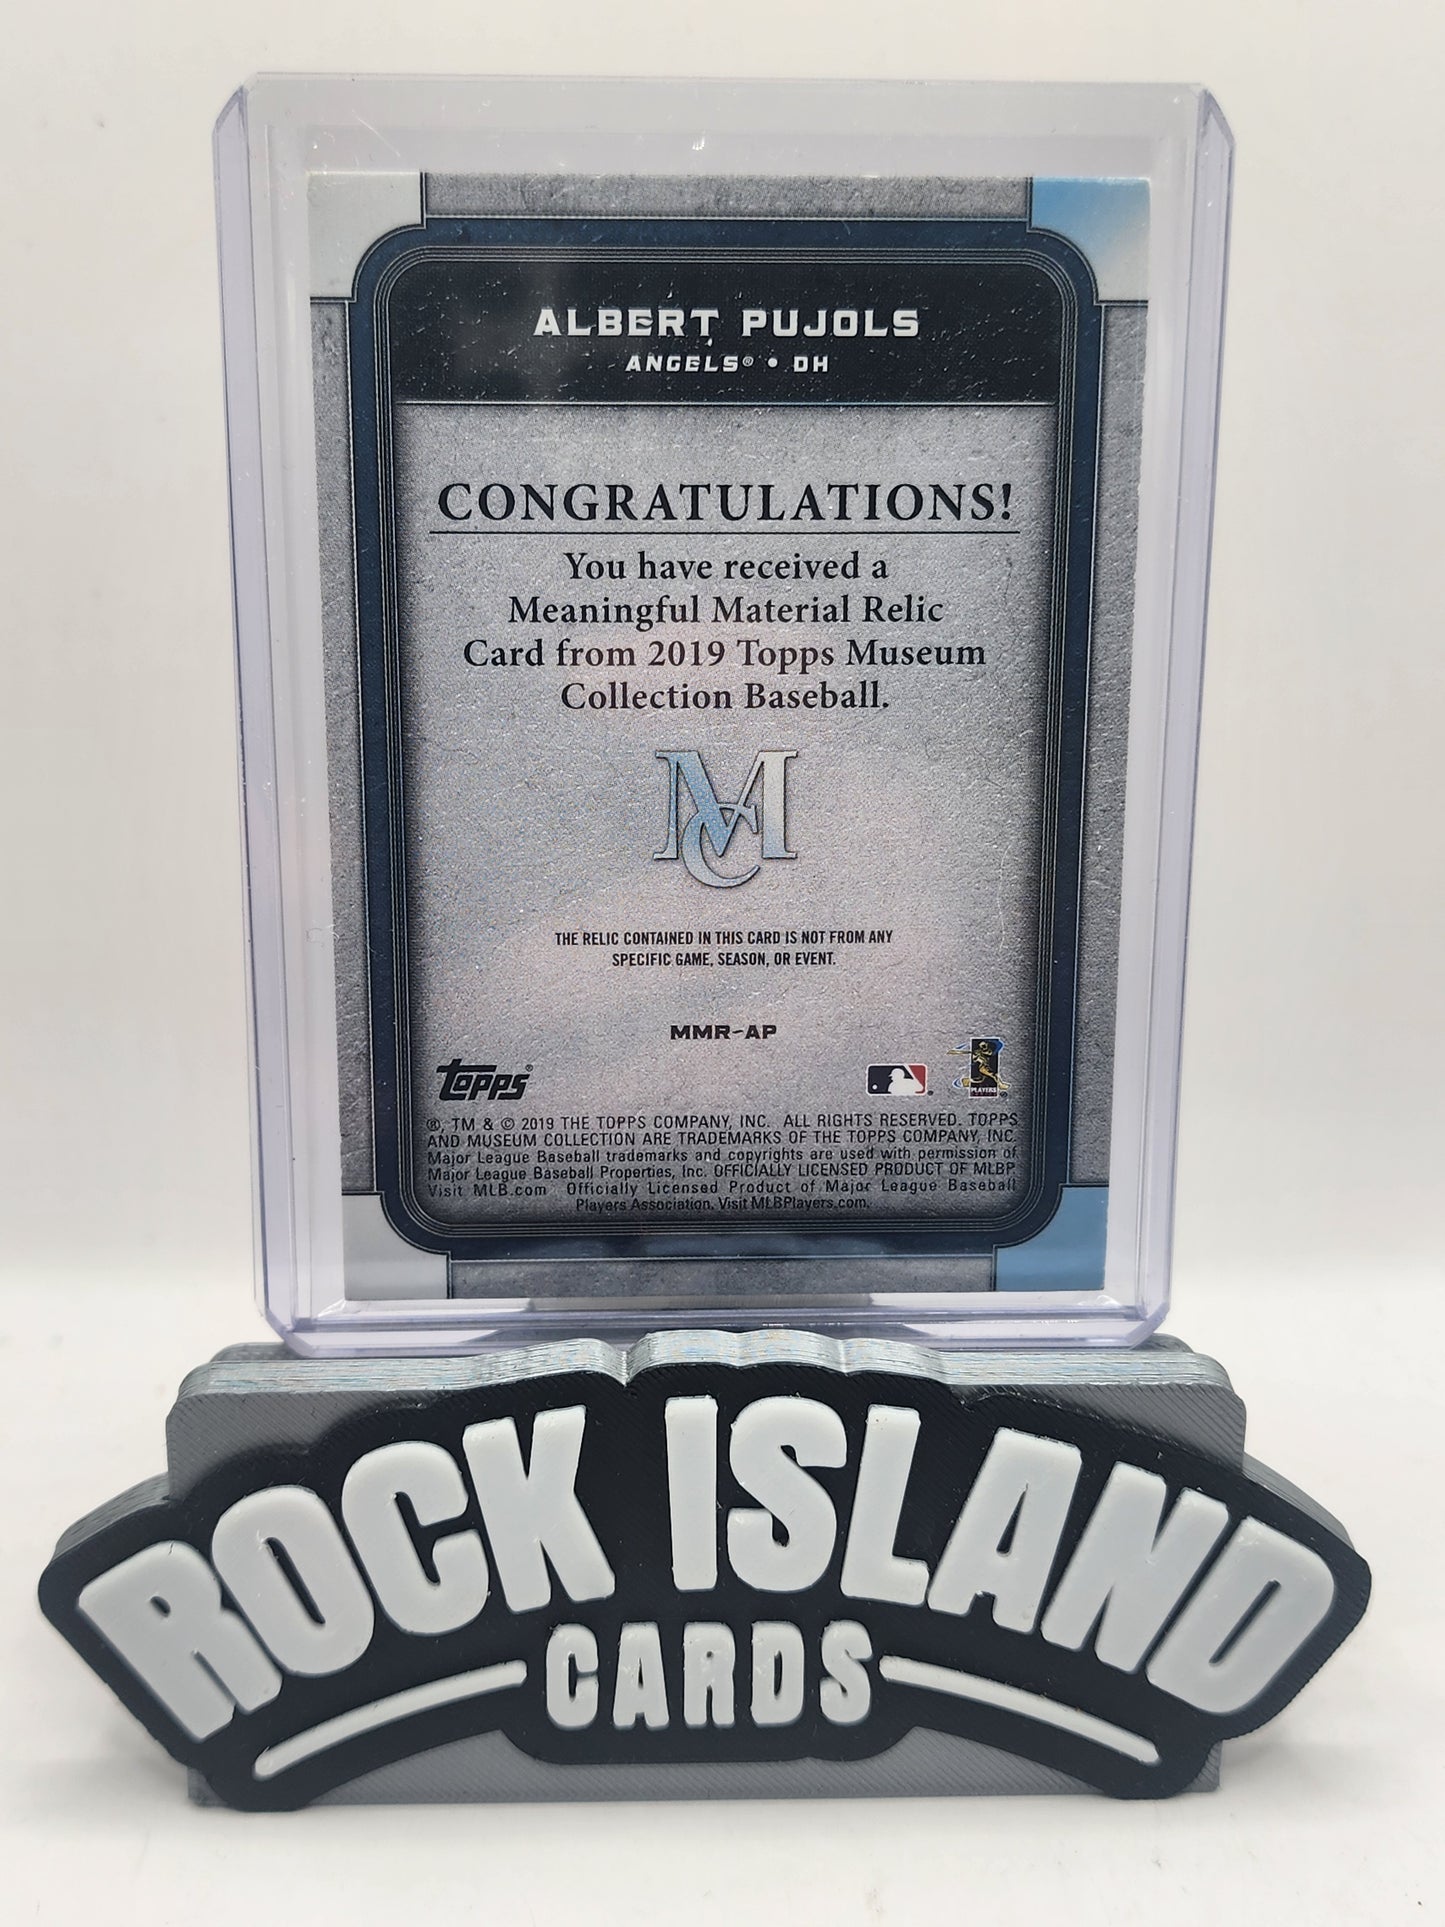 ALBERT PUJOLS
ANGELS® • DH
CONGRATULATIONS!
You have received a
Meaningful Material Relic
Card from 2019 Topps Museum
Collection Baseball.
MC
THE RELIC CONTAINED IN THIS CARD IS NOT FROM ANY
SPECIFIC GAME, SEASON, OR EVENT.
MMR-AP
topps®
PLAYERS
®, TM & © 2019 THE TOPPS COMPANY, INC. ALL RIGHTS RESERVED. TOPPS
AND MUSEUM COLLECTION ARE TRADEMARKS OF THE TOPPS COMPANY, INC.
Major League Baseball trademarks and copyrights are used with permission of
Major League Baseball Properties, Inc. OFFICIALLY LICENSED PRODUCT OF MLBP.
Visit MLB.com Officially Licensed Product of Major League Baseball
Players Association. Visit MLBPlayers.com.
ROCK ISLAND
CARDS